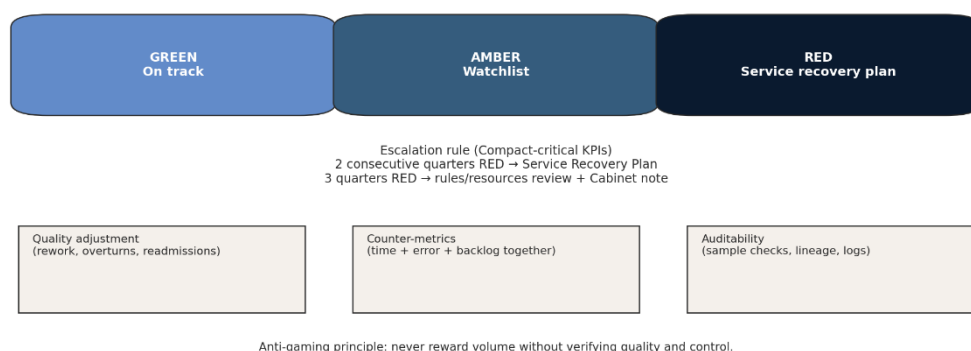 GREEN
On track
AMBER
Watchlist
RED
Service recovery plan
Escalation rule (Compact-critical KPIs)
2 consecutive quarters RED → Service Recovery Plan
3 quarters RED → rules/resources review + Cabinet note
Quality adjustment
(rework, overturns, readmissions)
Counter-metrics
(time + error + backlog together)
Auditability
(sample checks, lineage, logs)
Anti-gaming principle: never reward volume without verifying quality and control.